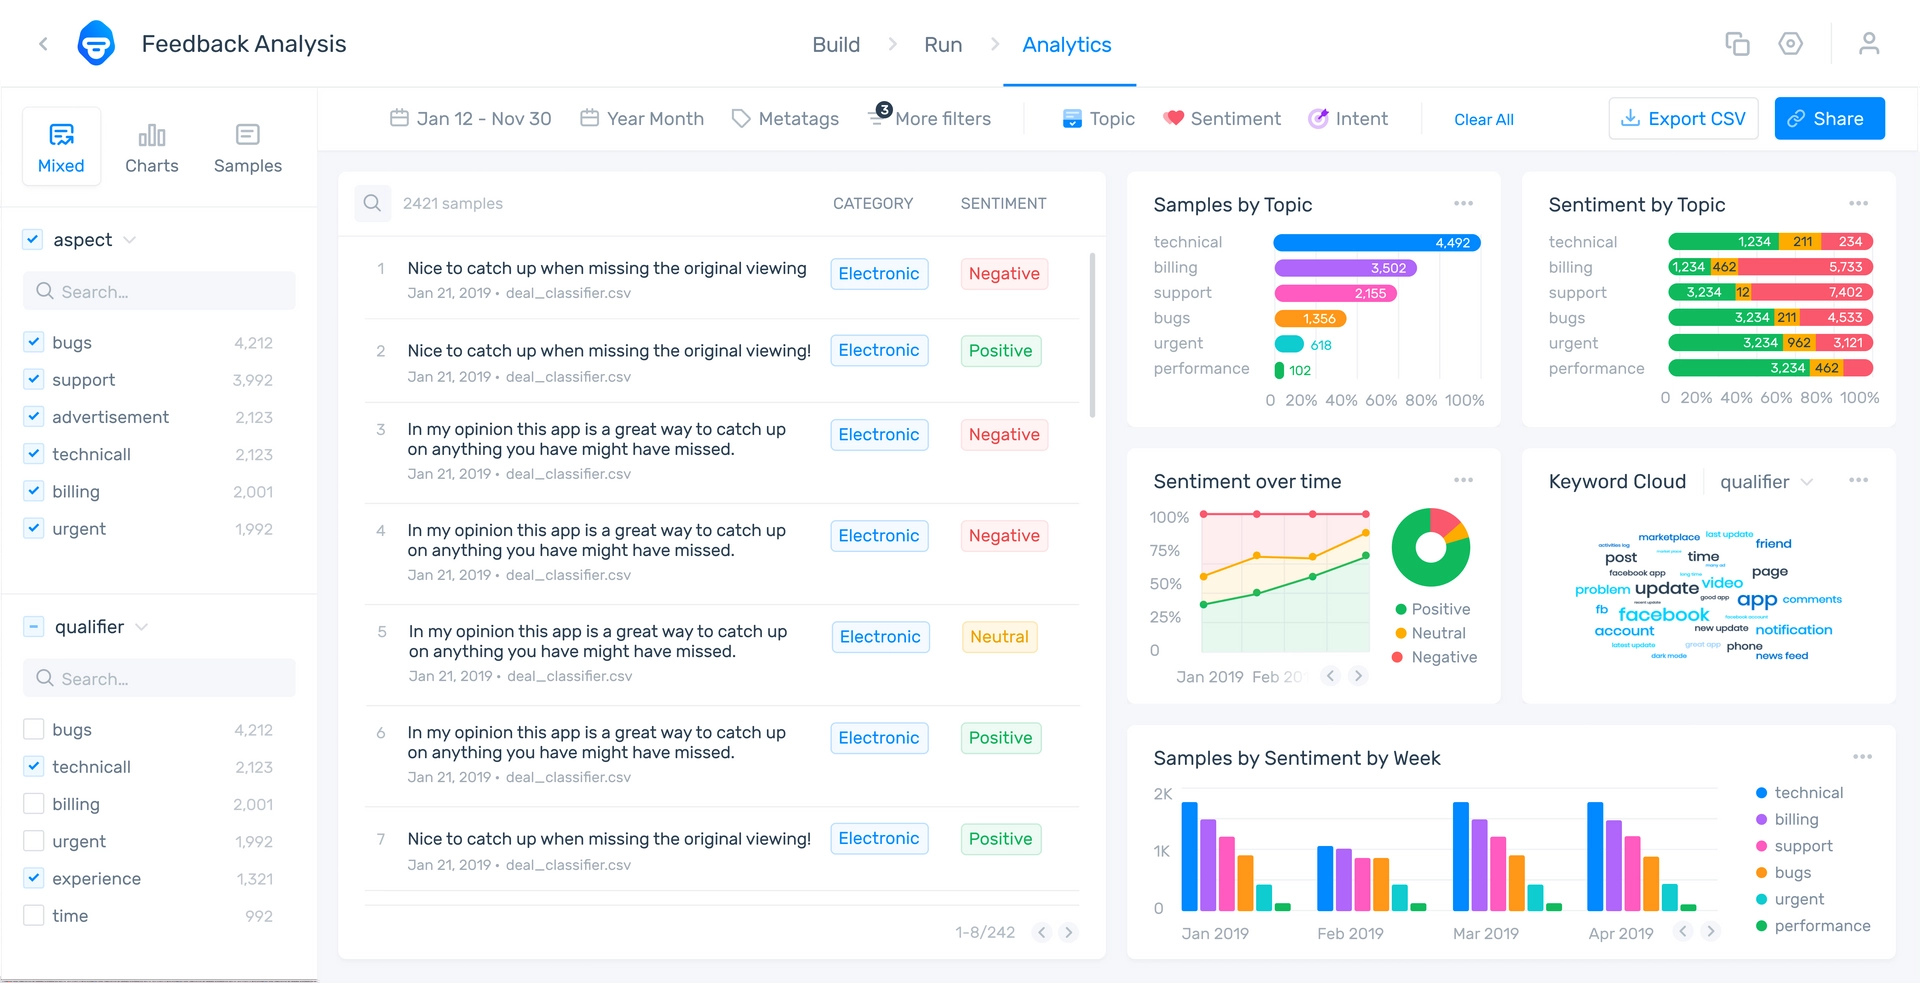 Feedback Analysis
Build
Run
Analytics
Mixed
Charts
Samples
Jan 12 - Nov 30
Year Month
Metatags
3
More filters
Topic
Sentiment
Intent
Clear All
Export CSV
Share
aspect
Search...
bugs 4,212
support 3,992
advertisement 2,123
technicall 2,123
billing 2,001
urgent 1,992
qualifier
Search...
bugs 4,212
technicall 2,123
billing 2,001
urgent 1,992
experience 1,321
time 992
2421 samples CATEGORY SENTIMENT
1 Nice to catch up when missing the original viewing Electronic Negative
Jan 21, 2019 • deal_classifier.csv
2 Nice to catch up when missing the original viewing! Electronic Positive
Jan 21, 2019 • deal_classifier.csv
3 In my opinion this app is a great way to catch up Electronic Negative
on anything you have might have missed.
Jan 21, 2019 • deal_classifier.csv
4 In my opinion this app is a great way to catch up Electronic Negative
on anything you have might have missed.
Jan 21, 2019 • deal_classifier.csv
5 In my opinion this app is a great way to catch up Electronic Neutral
on anything you have might have missed.
Jan 21, 2019 • deal_classifier.csv
6 In my opinion this app is a great way to catch up Electronic Positive
on anything you have might have missed.
Jan 21, 2019 • deal_classifier.csv
7 Nice to catch up when missing the original viewing! Electronic Positive
Jan 21, 2019 • deal_classifier.csv
1-8/242
Samples by Topic
technical 4,492
billing 3,502
support 2,155
bugs 1,356
urgent 618
performance 102
0 20% 40% 60% 80% 100%
Sentiment by Topic
technical 1,234 211 234
billing 1,234 462 5,733
support 3,234 12 7,402
bugs 3,234 211 4,533
urgent 3,234 962 3,121
performance 3,234 462
0 20% 40% 60% 80% 100%
Sentiment over time
100%
75%
50%
25%
0
Jan 2019 Feb 20
Positive
Neutral
Negative
Keyword Cloud qualifier
marketplace last update
activities log friend
post market place time
many ad
facebook app long time page
problem update video
recent update good app app comments
fb facebook facebook account
account new update notification
latest update great app phone
dark mode news feed
Samples by Sentiment by Week
2K
1K
0
Jan 2019 Feb 2019 Mar 2019 Apr 2019
technical
billing
support
bugs
urgent
performance